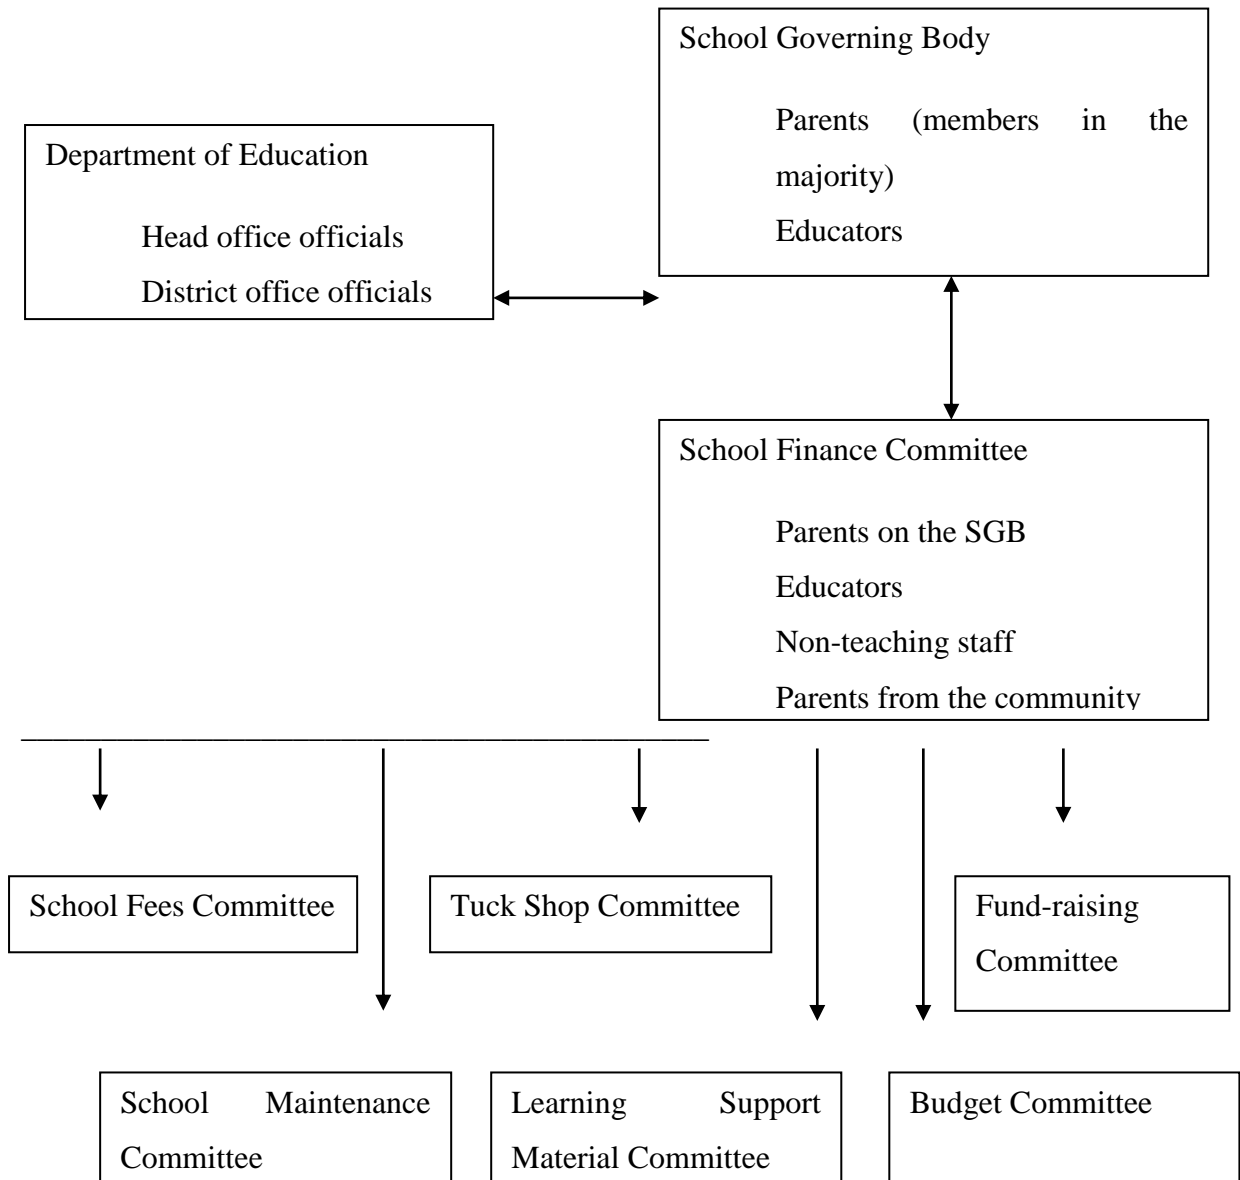 School Governing Body
Parents (members in the
majority)
Educators
Department of Education
Head office officials
District office officials
School Finance Committee
Parents on the SGB
Educators
Non-teaching staff
Parents from the community
School Fees Committee
Tuck Shop Committee
Fund-raising
Committee
School Maintenance
Committee
Learning Support
Material Committee
Budget Committee